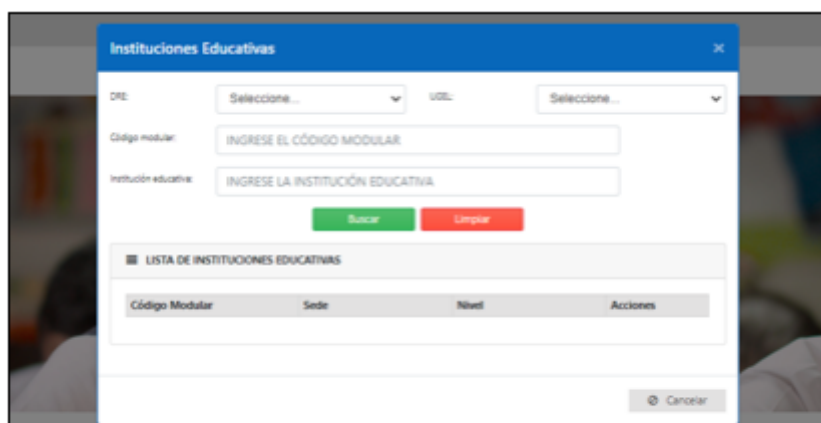 Instituciones Educativas ×
DRE: Seleccione... UGEL: Seleccione...
Código modular: INGRESE EL CÓDIGO MODULAR
Institución educativa: INGRESE LA INSTITUCIÓN EDUCATIVA
Buscar Limpiar
LISTA DE INSTITUCIONES EDUCATIVAS
Código Modular Sede Nivel Acciones
Cancelar